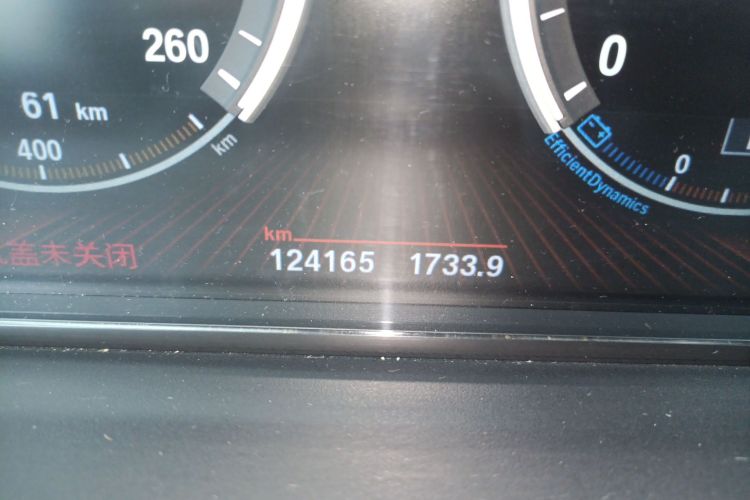 260
0
61 km
400
km
EfficientDynamics
0
盖未关闭
km
124165 1733.9